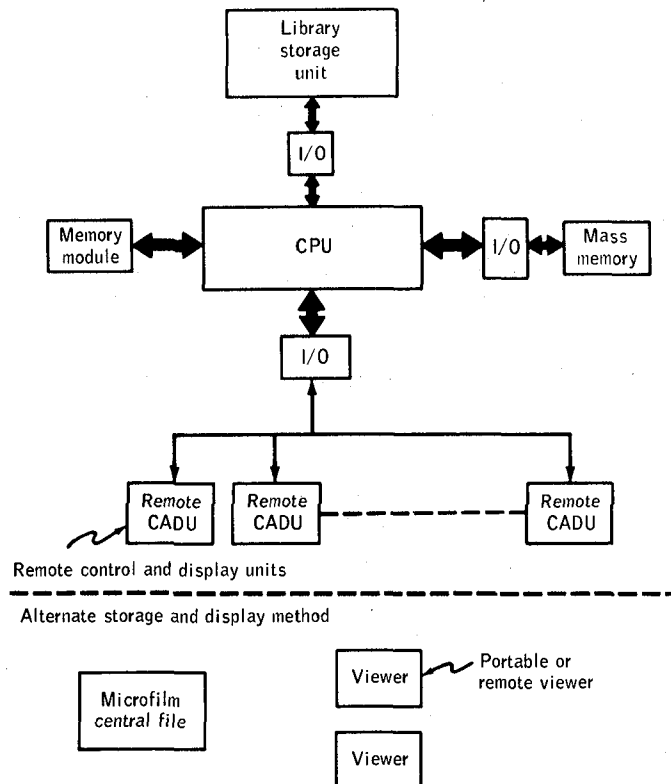 Library
storage
unit
I/O
Memory
module
CPU
I/O
Mass
memory
I/O
Remote
CADU
Remote
CADU
Remote
CADU
Remote control and display units
Alternate storage and display method
Microfilm
central file
Viewer
Portable or
remote viewer
Viewer